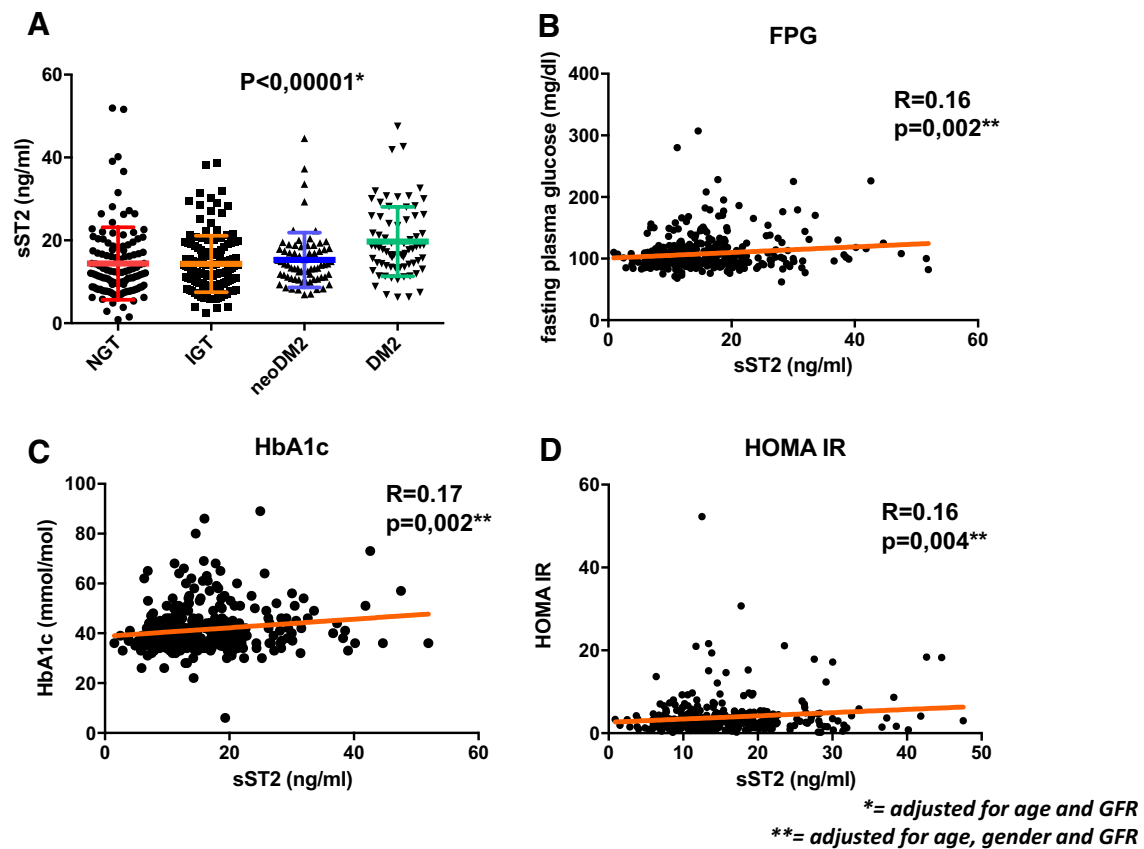 A
P<0,00001*
60
40
20
0
sST2 (ng/ml)
NGT
IGT
neoDM2
DM2
B
FPG
R=0.16
p=0,002**
400
300
200
100
0
fasting plasma glucose (mg/dl)
0 20 40 60
sST2 (ng/ml)
C
HbA1c
R=0.17
p=0,002**
100
80
60
40
20
0
HbA1c (mmol/mol)
0 20 40 60
sST2 (ng/ml)
D
HOMA IR
R=0.16
p=0,004**
60
40
20
0
HOMA IR
0 10 20 30 40 50
sST2 (ng/ml)
*= adjusted for age and GFR
**= adjusted for age, gender and GFR